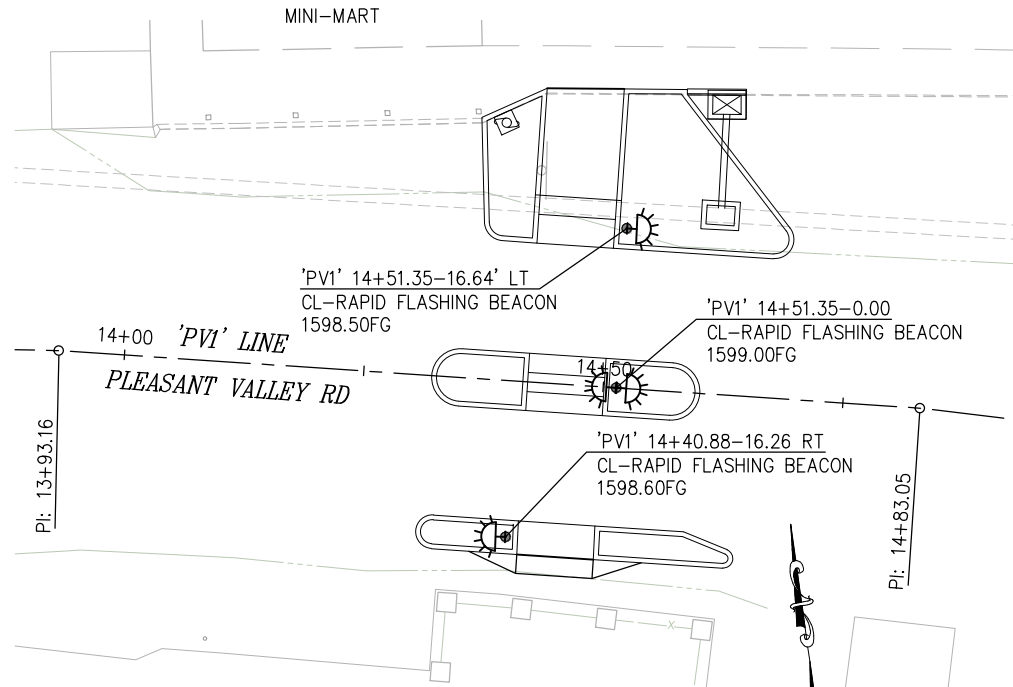 MINI-MART
'PV1' 14+51.35-16.64' LT
CL-RAPID FLASHING BEACON
1598.50FG
'PV1' 14+51.35-0.00
CL-RAPID FLASHING BEACON
1599.00FG
14+00
'PV1' LINE
PLEASANT VALLEY RD
14+50
'PV1' 14+40.88-16.26 RT
CL-RAPID FLASHING BEACON
1598.60FG
PI: 13+93.16
PI: 14+83.05